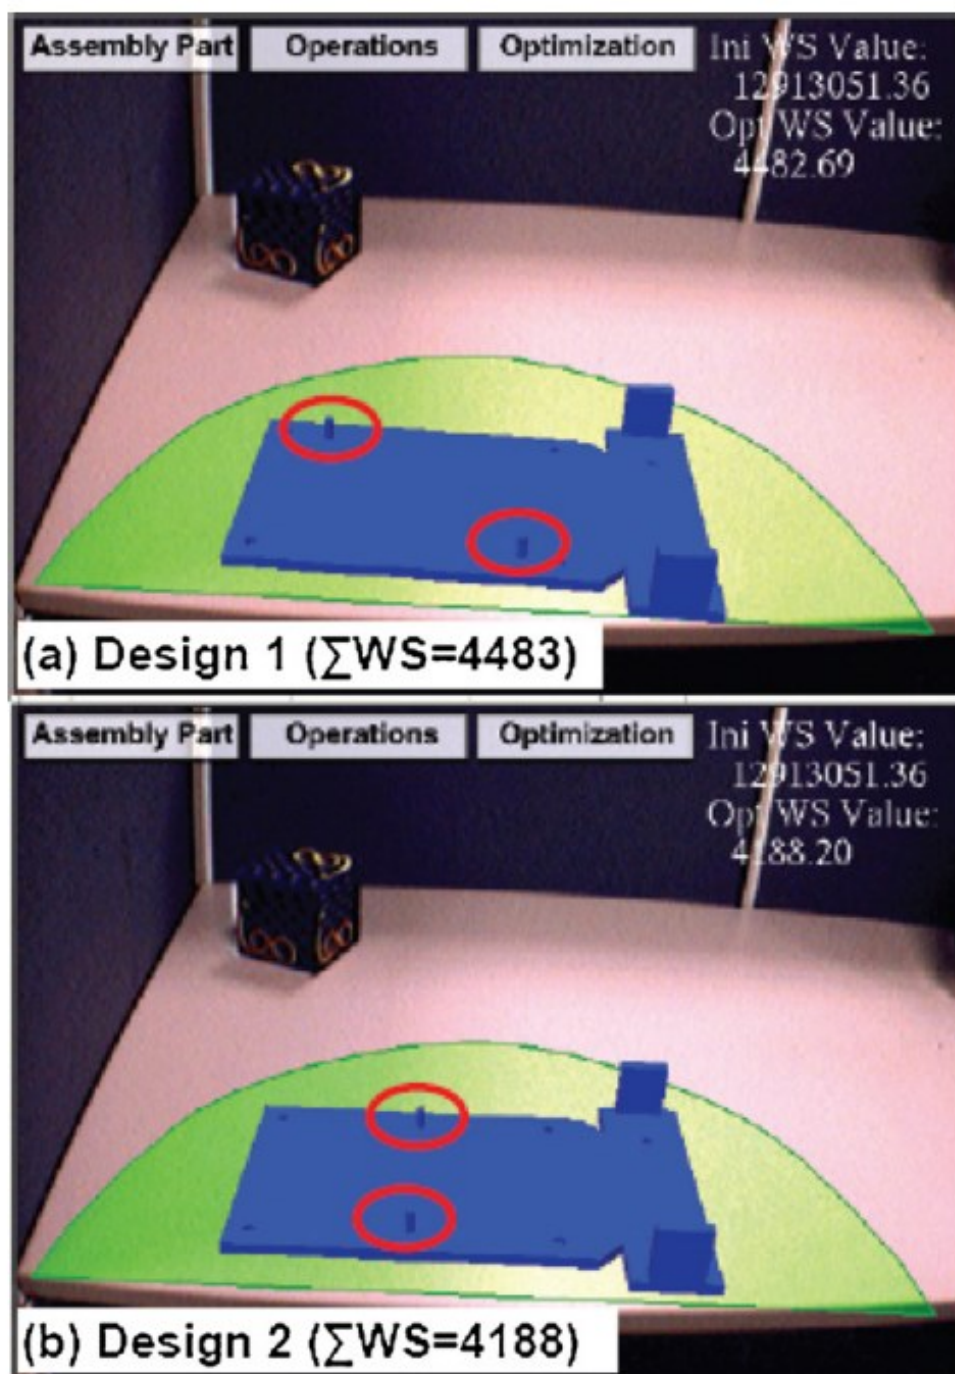 Assembly Part Operations Optimization
Ini WS Value:
12913051.36
Opt WS Value:
4482.69
(a) Design 1 (∑WS=4483)
Assembly Part Operations Optimization
Ini WS Value:
12913051.36
Opt WS Value:
4188.20
(b) Design 2 (∑WS=4188)